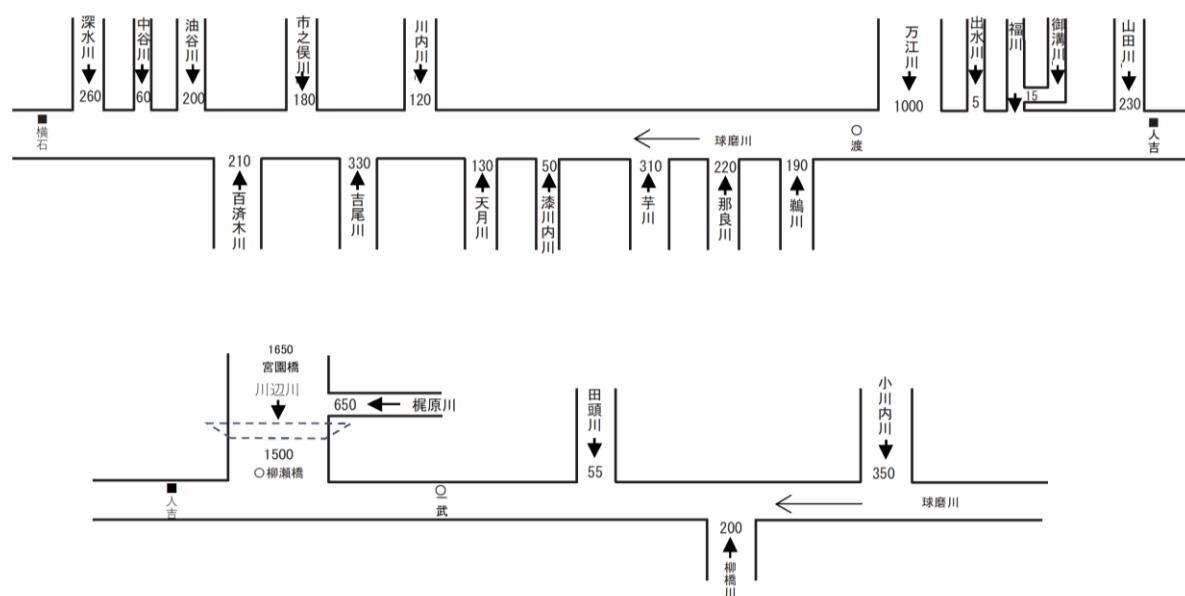 深水川
260
中谷川
60
油谷川
200
市之俣川
180
川内川
120
万江川
1000
出水川
5
福川
御溝川
15
山田川
230
■横石
球磨川
○渡
■人吉
210
百済木川
330
吉尾川
130
天月川
50
漆川内川
310
芋川
220
那良川
190
鵜川
1650
宮園橋
川辺川
650
梶原川
1500
○柳瀬橋
田頭川
55
小川内川
350
■人吉
○一武
球磨川
200
柳橋川